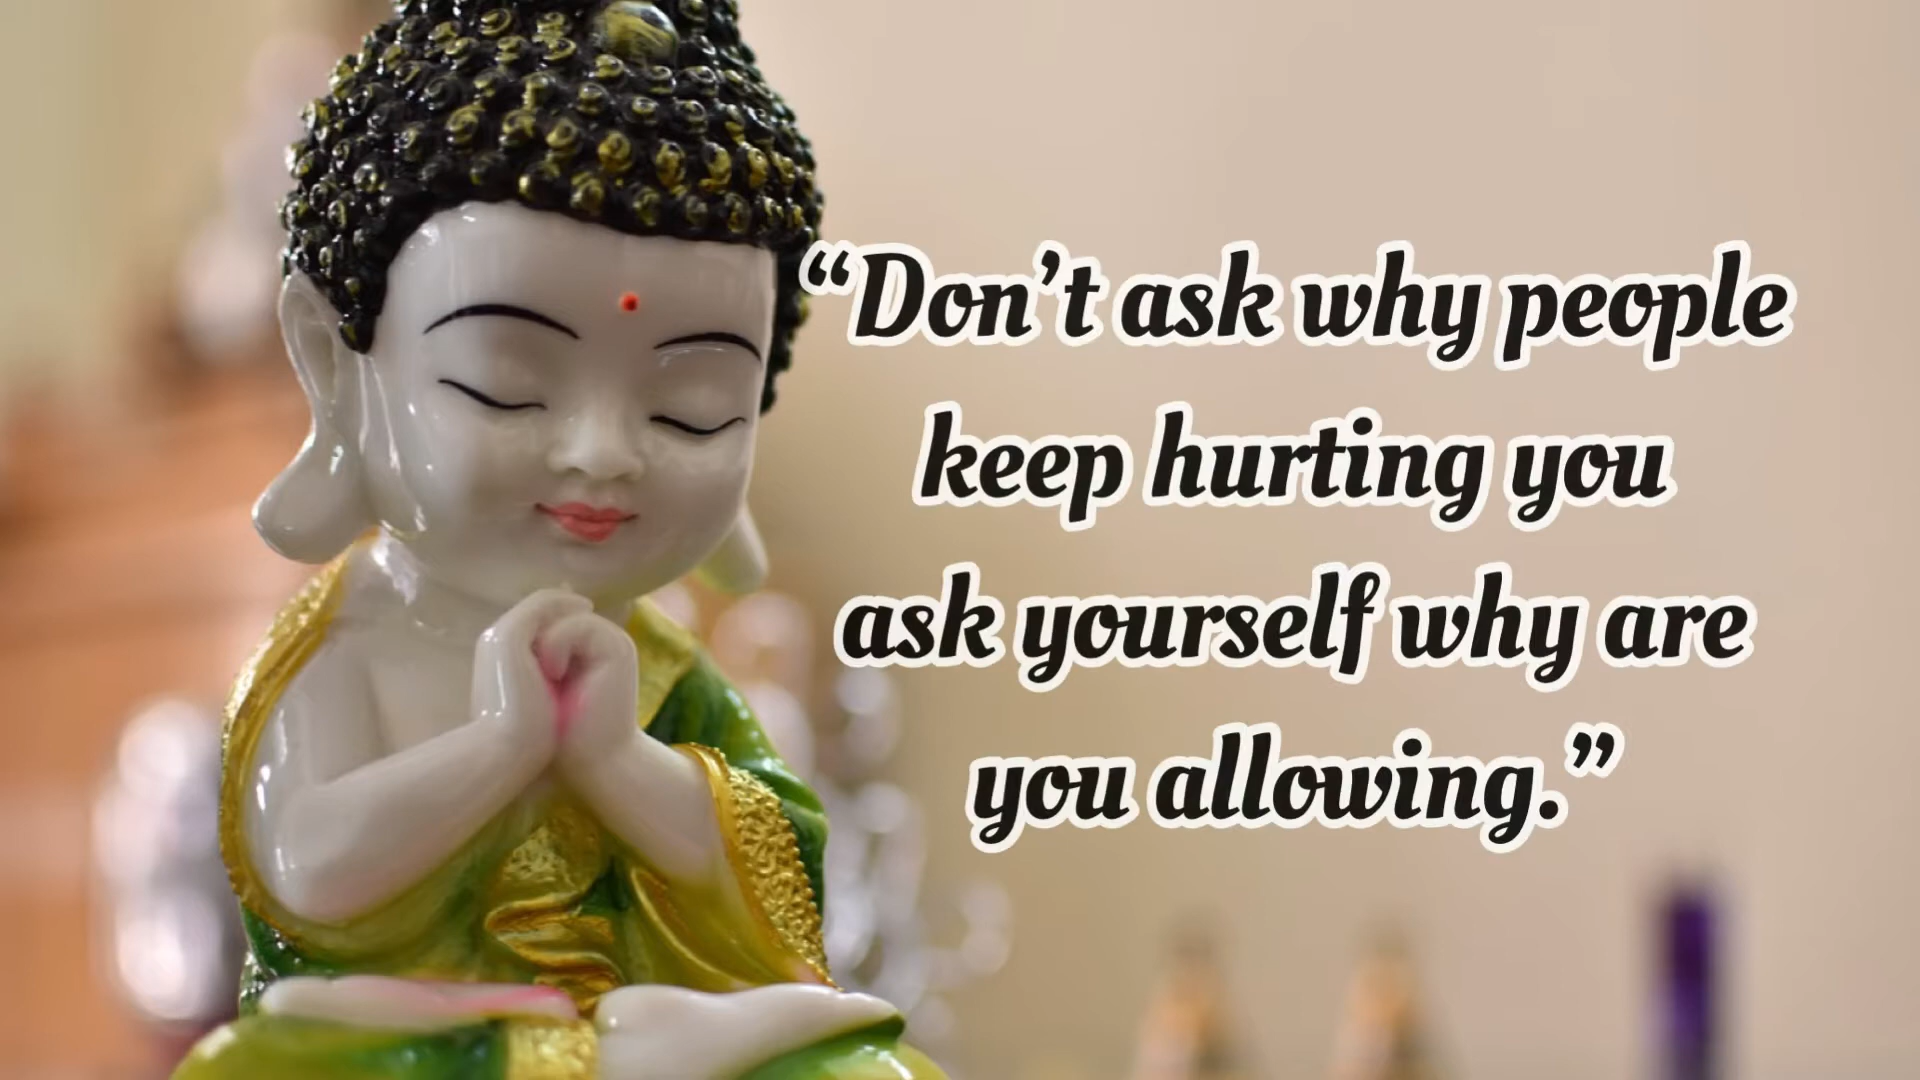 “Don’t ask why people
keep hurting you
ask yourself why are
you allowing.”